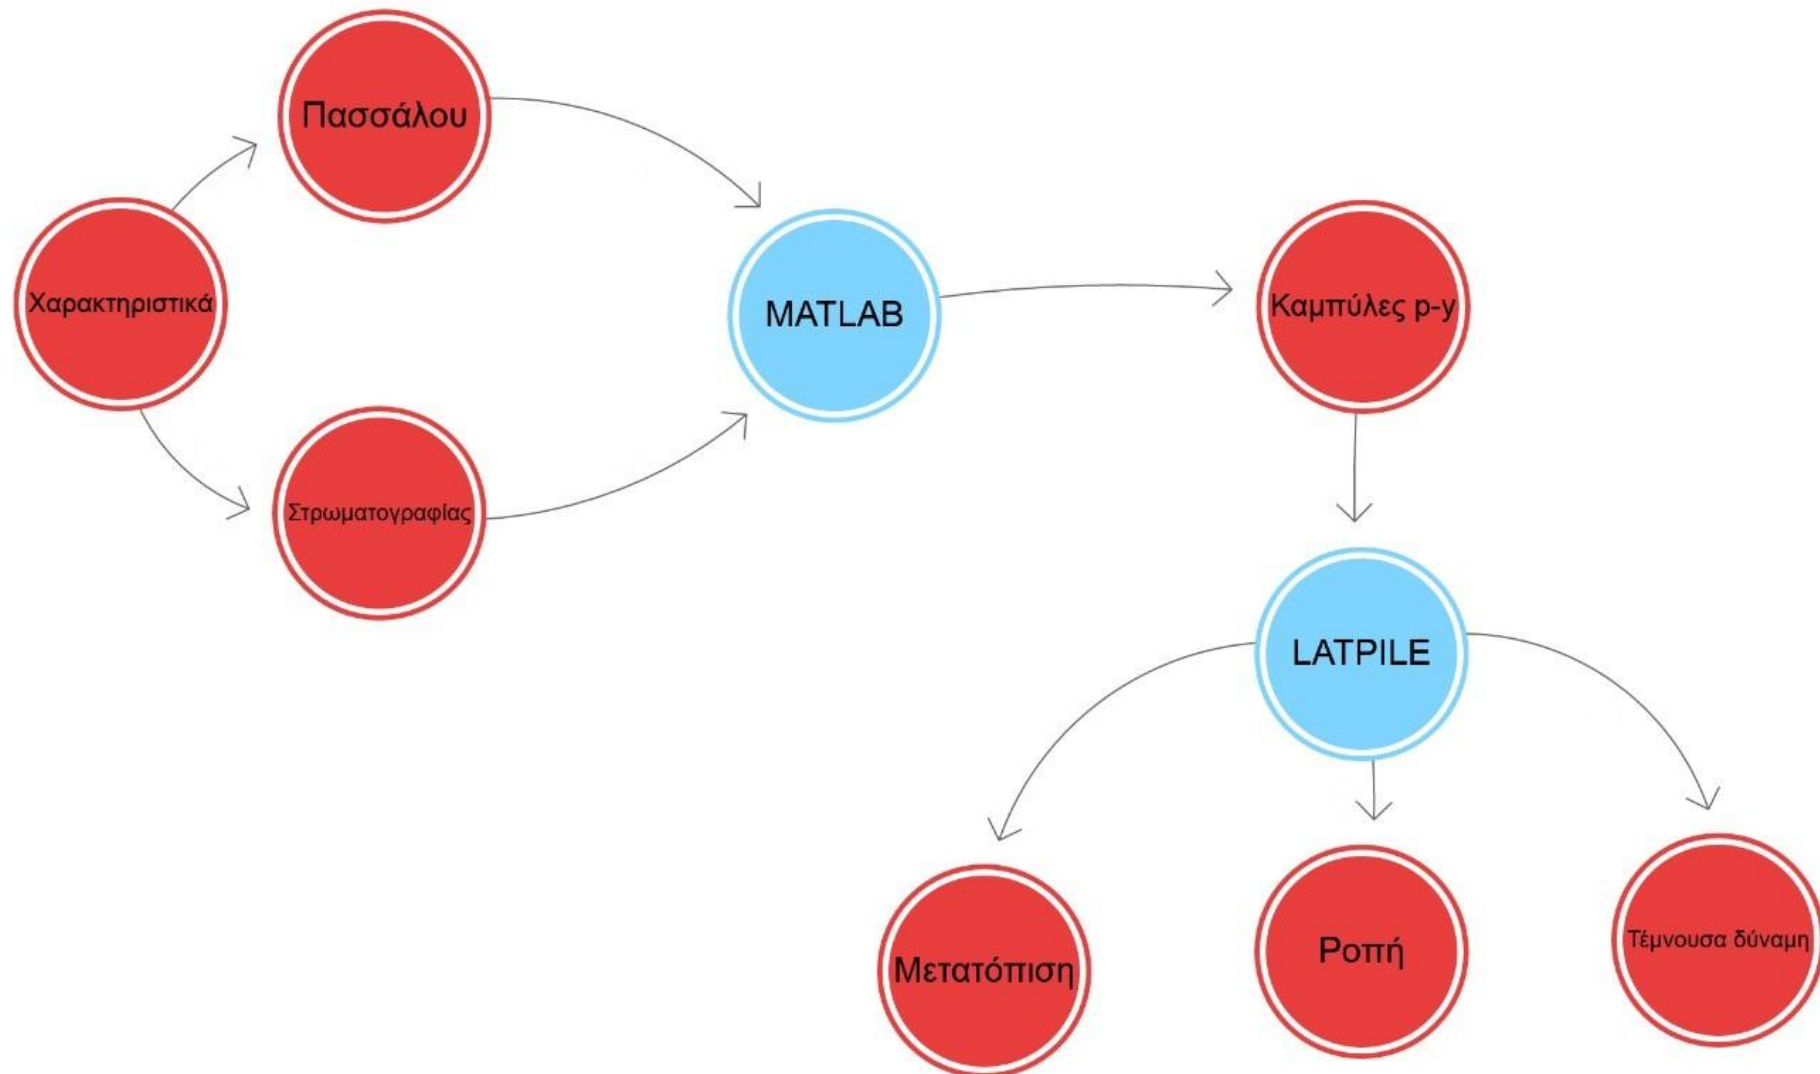 Πασσάλου
Χαρακτηριστικά
MATLAB
Καμπύλες p-y
Στρωματογραφίας
LATPILE
Μετατόπιση
Ροπή
Τέμνουσα δύναμη